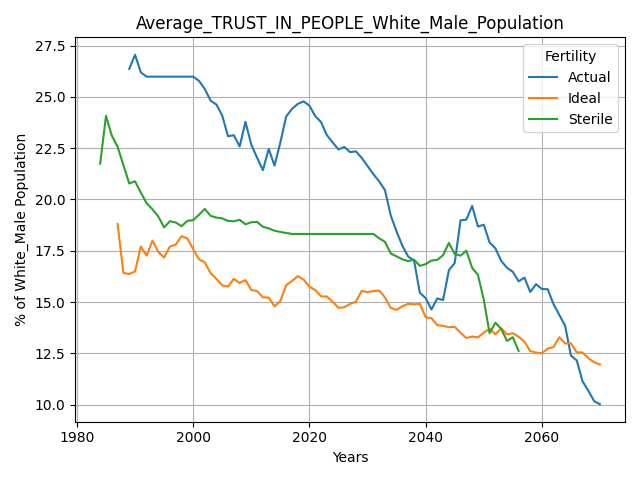 Average_TRUST_IN_PEOPLE_White_Male_Population
27.5
25.0
22.5
20.0
17.5
15.0
12.5
10.0
% of White_Male Population
Fertility
Actual
Ideal
Sterile
1980
2000
2020
2040
2060
Years